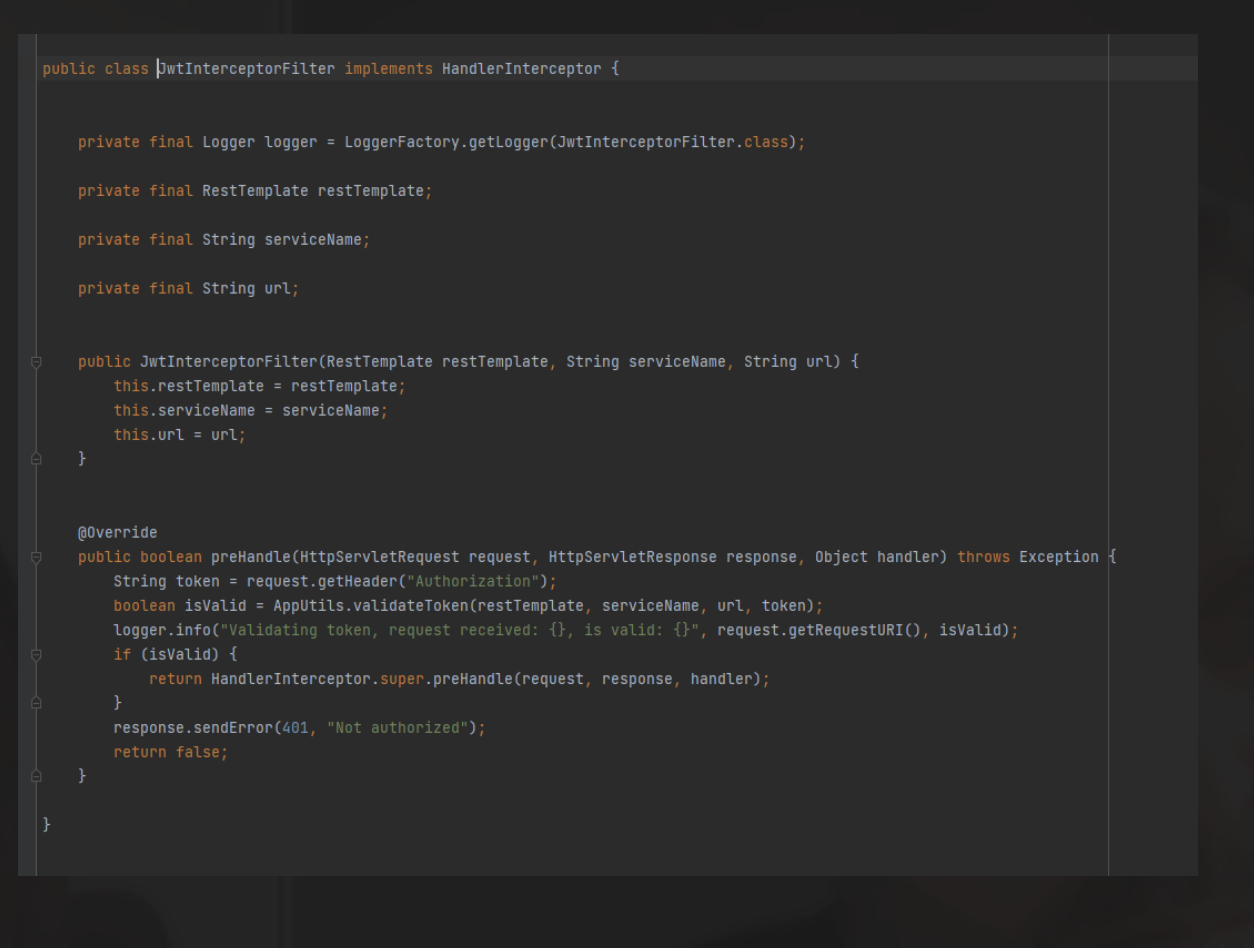 public class JwtInterceptorFilter implements HandlerInterceptor {
private final Logger logger = LoggerFactory.getLogger(JwtInterceptorFilter.class);
private final RestTemplate restTemplate;
private final String serviceName;
private final String url;
public JwtInterceptorFilter(RestTemplate restTemplate, String serviceName, String url) {
this.restTemplate = restTemplate;
this.serviceName = serviceName;
this.url = url;
}
@Override
public boolean preHandle(HttpServletRequest request, HttpServletResponse response, Object handler) throws Exception {
String token = request.getHeader("Authorization");
boolean isValid = AppUtils.validateToken(restTemplate, serviceName, url, token);
logger.info("Validating token, request received: {}, is valid: {}", request.getRequestURI(), isValid);
if (isValid) {
return HandlerInterceptor.super.preHandle(request, response, handler);
}
response.sendError(401, "Not authorized");
return false;
}
}